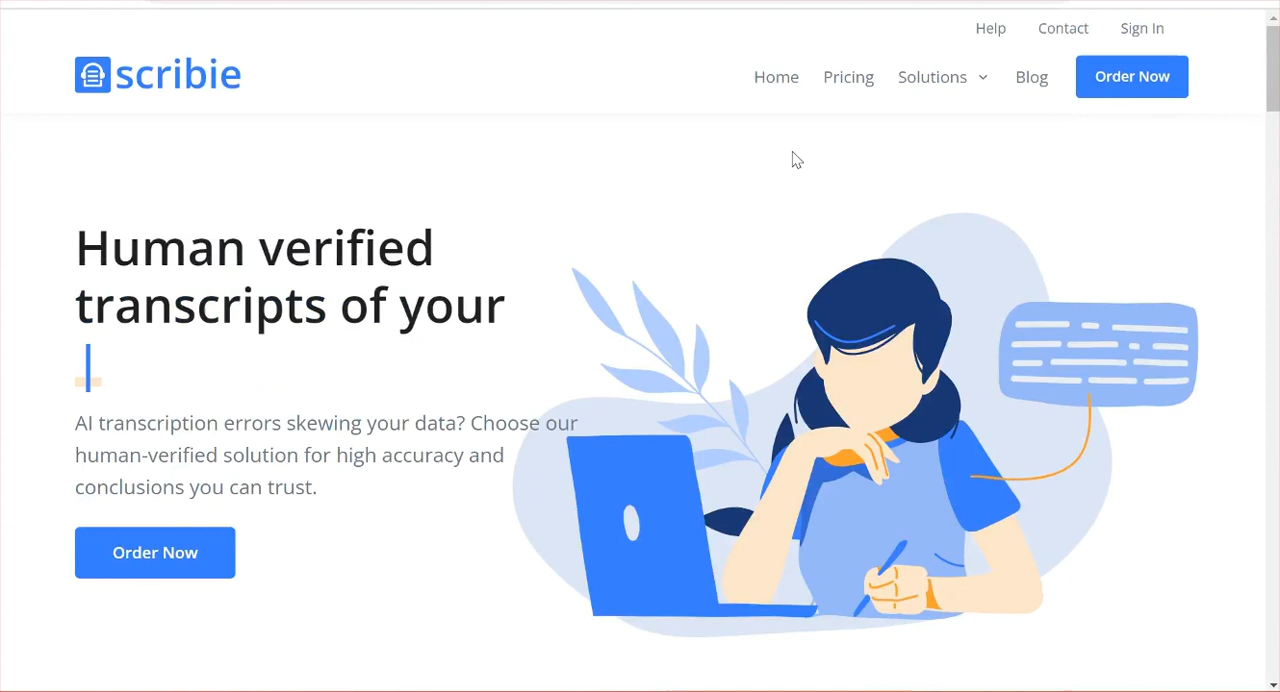 Help Contact Sign In
scribie
Home Pricing Solutions Blog Order Now
Human verified
transcripts of your
AI transcription errors skewing your data? Choose our
human-verified solution for high accuracy and
conclusions you can trust.
Order Now